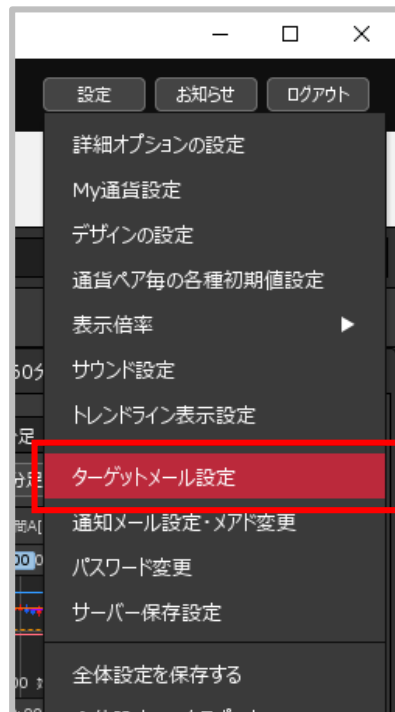 設定 お知らせ ログアウト
詳細オプションの設定
My通貨設定
デザインの設定
通貨ペア毎の各種初期値設定
表示倍率 ▶
サウンド設定
トレンドライン表示設定
ターゲットメール設定
通知メール設定・メアド変更
パスワード変更
サーバー保存設定
全体設定を保存する